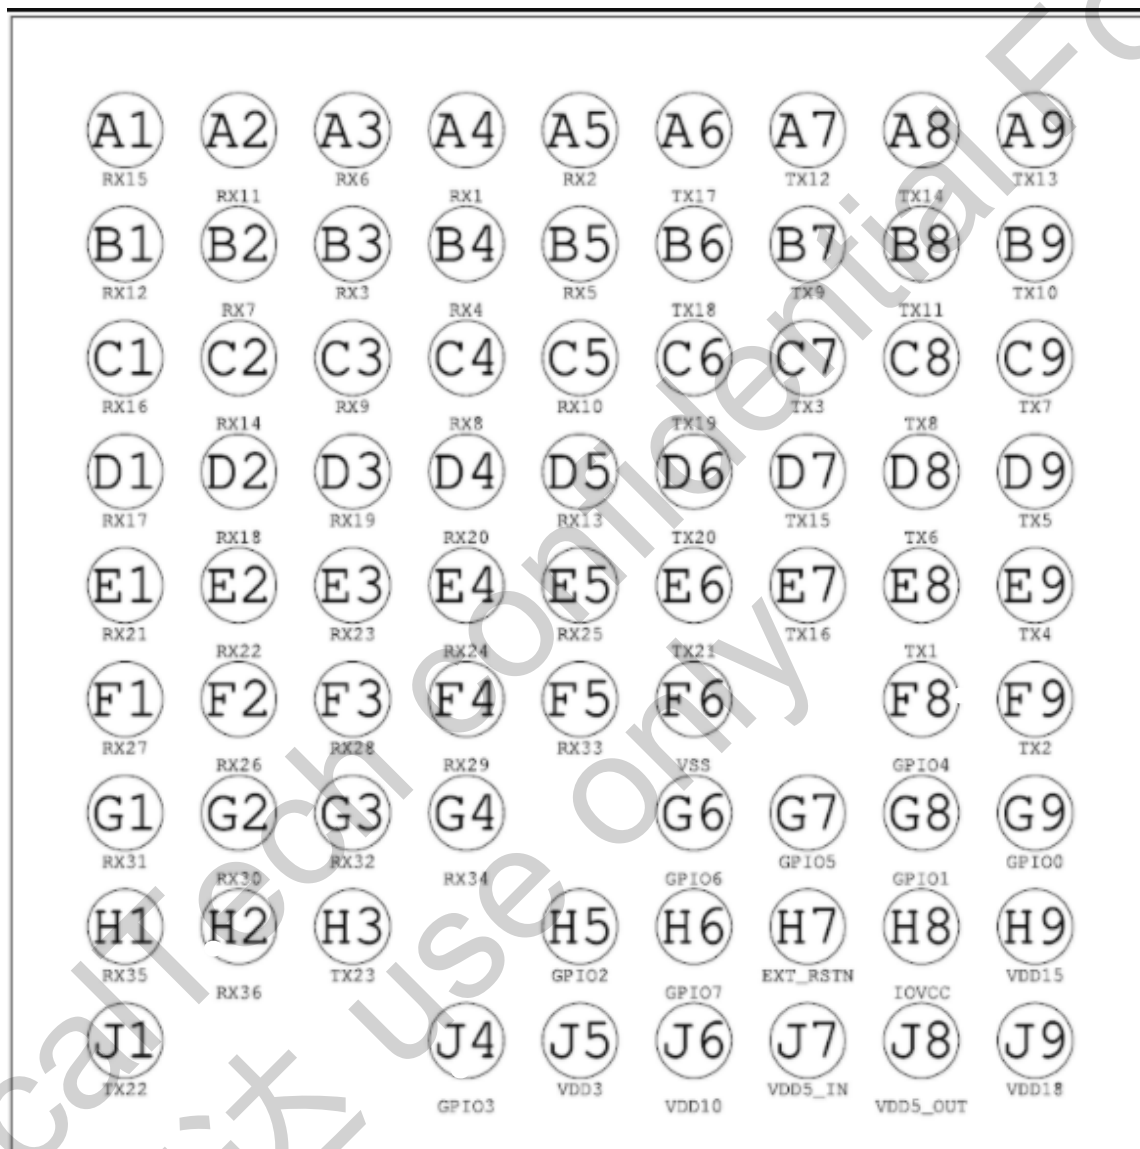 A1 A2 A3 A4 A5 A6 A7 A8 A9
RX15 RX6 RX2 TX12 TX13
RX11 RX1 TX17 TX14
B1 B2 B3 B4 B5 B6 B7 B8 B9
RX12 RX3 RX5 TX9 TX10
RX7 RX4 TX18 TX11
C1 C2 C3 C4 C5 C6 C7 C8 C9
RX16 RX9 RX10 TX3 TX7
RX14 RX8 TX19 TX8
D1 D2 D3 D4 D5 D6 D7 D8 D9
RX17 RX19 RX13 TX15 TX5
RX18 RX20 TX20 TX6
E1 E2 E3 E4 E5 E6 E7 E8 E9
RX21 RX23 RX25 TX16 TX4
RX22 RX24 TX21 TX1
F1 F2 F3 F4 F5 F6 F8 F9
RX27 RX28 RX33 TX2
RX26 RX29 VSS GPIO4
G1 G2 G3 G4 G6 G7 G8 G9
RX31 RX32 GPIO5 GPIO0
RX30 RX34 GPIO6 GPIO1
H1 H2 H3 H5 H6 H7 H8 H9
RX35 TX23 GPIO2 EXT_RSTN VDD15
RX36 GPIO7 IOVCC
J1 J4 J5 J6 J7 J8 J9
TX22 VDD3 VDD5_IN VDD18
GPIO3 VDD10 VDD5_OUT
calTech confidential Fo
达 use only